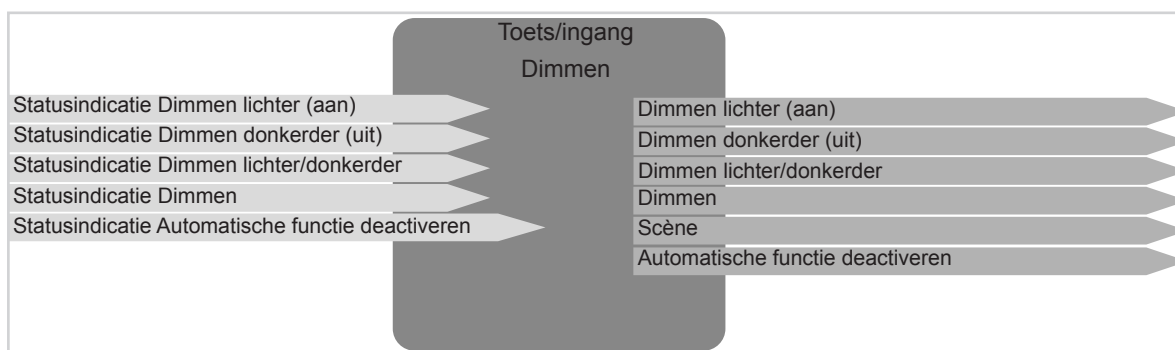 Toets/ingang
Dimmen
Statusindicatie Dimmen lichter (aan)
Statusindicatie Dimmen donkerder (uit)
Statusindicatie Dimmen lichter/donkerder
Statusindicatie Dimmen
Statusindicatie Automatische functie deactiveren
Dimmen lichter (aan)
Dimmen donkerder (uit)
Dimmen lichter/donkerder
Dimmen
Scène
Automatische functie deactiveren